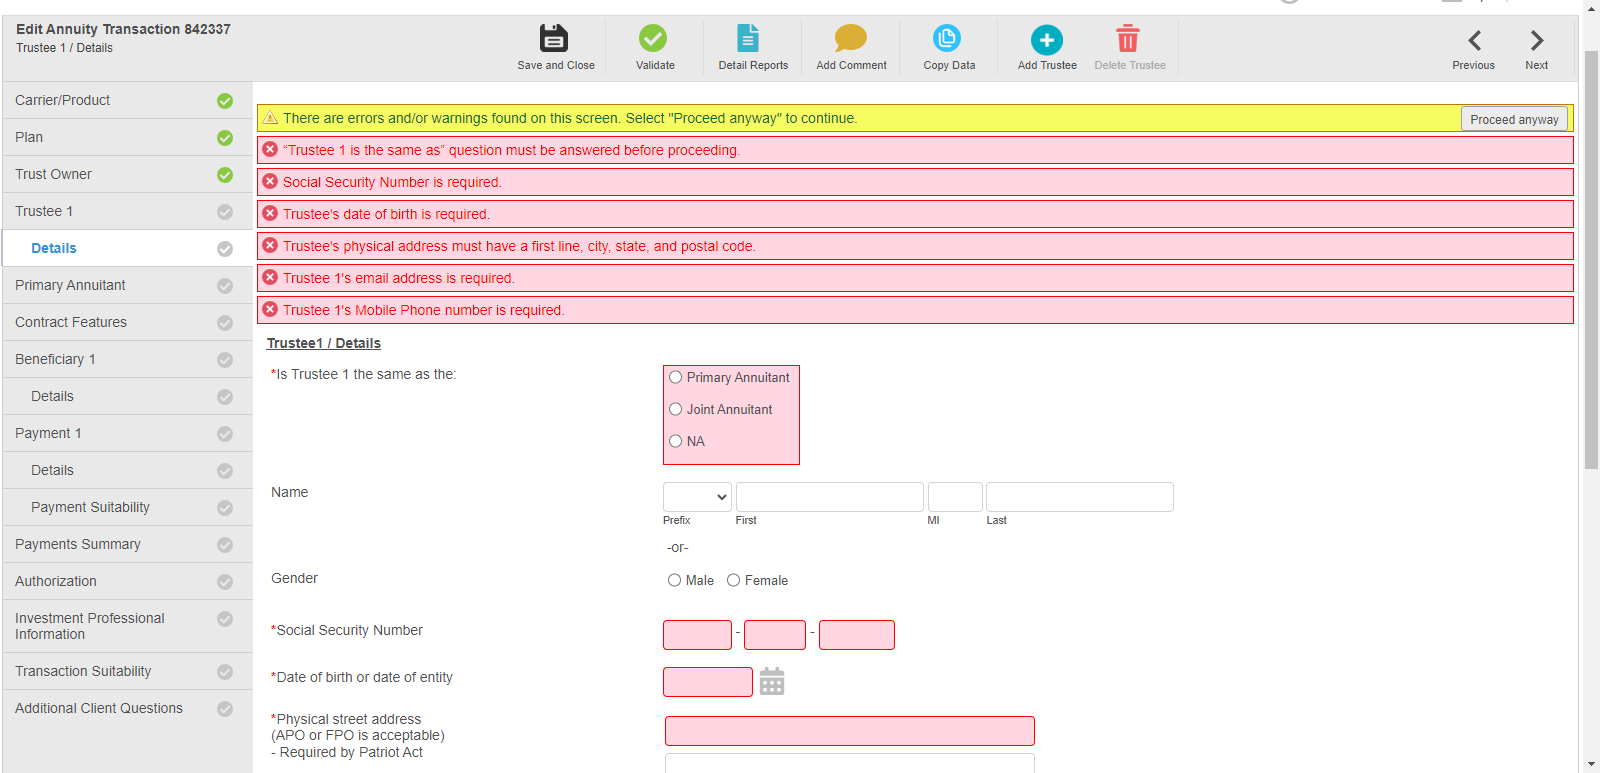 Edit Annuity Transaction 842337
Trustee 1 / Details
Save and Close
Validate
Detail Reports
Add Comment
Copy Data
Add Trustee
Delete Trustee
Previous
Next
Carrier/Product
Plan
Trust Owner
Trustee 1
Details
Primary Annuitant
Contract Features
Beneficiary 1
Details
Payment 1
Details
Payment Suitability
Payments Summary
Authorization
Investment Professional
Information
Transaction Suitability
Additional Client Questions
There are errors and/or warnings found on this screen. Select "Proceed anyway" to continue.
Proceed anyway
“Trustee 1 is the same as” question must be answered before proceeding.
Social Security Number is required.
Trustee's date of birth is required.
Trustee's physical address must have a first line, city, state, and postal code.
Trustee 1's email address is required.
Trustee 1's Mobile Phone number is required.
Trustee1 / Details
*Is Trustee 1 the same as the:
Primary Annuitant
Joint Annuitant
NA
Name
Prefix First MI Last
-or-
Gender
Male Female
*Social Security Number
- -
*Date of birth or date of entity
*Physical street address
(APO or FPO is acceptable)
- Required by Patriot Act